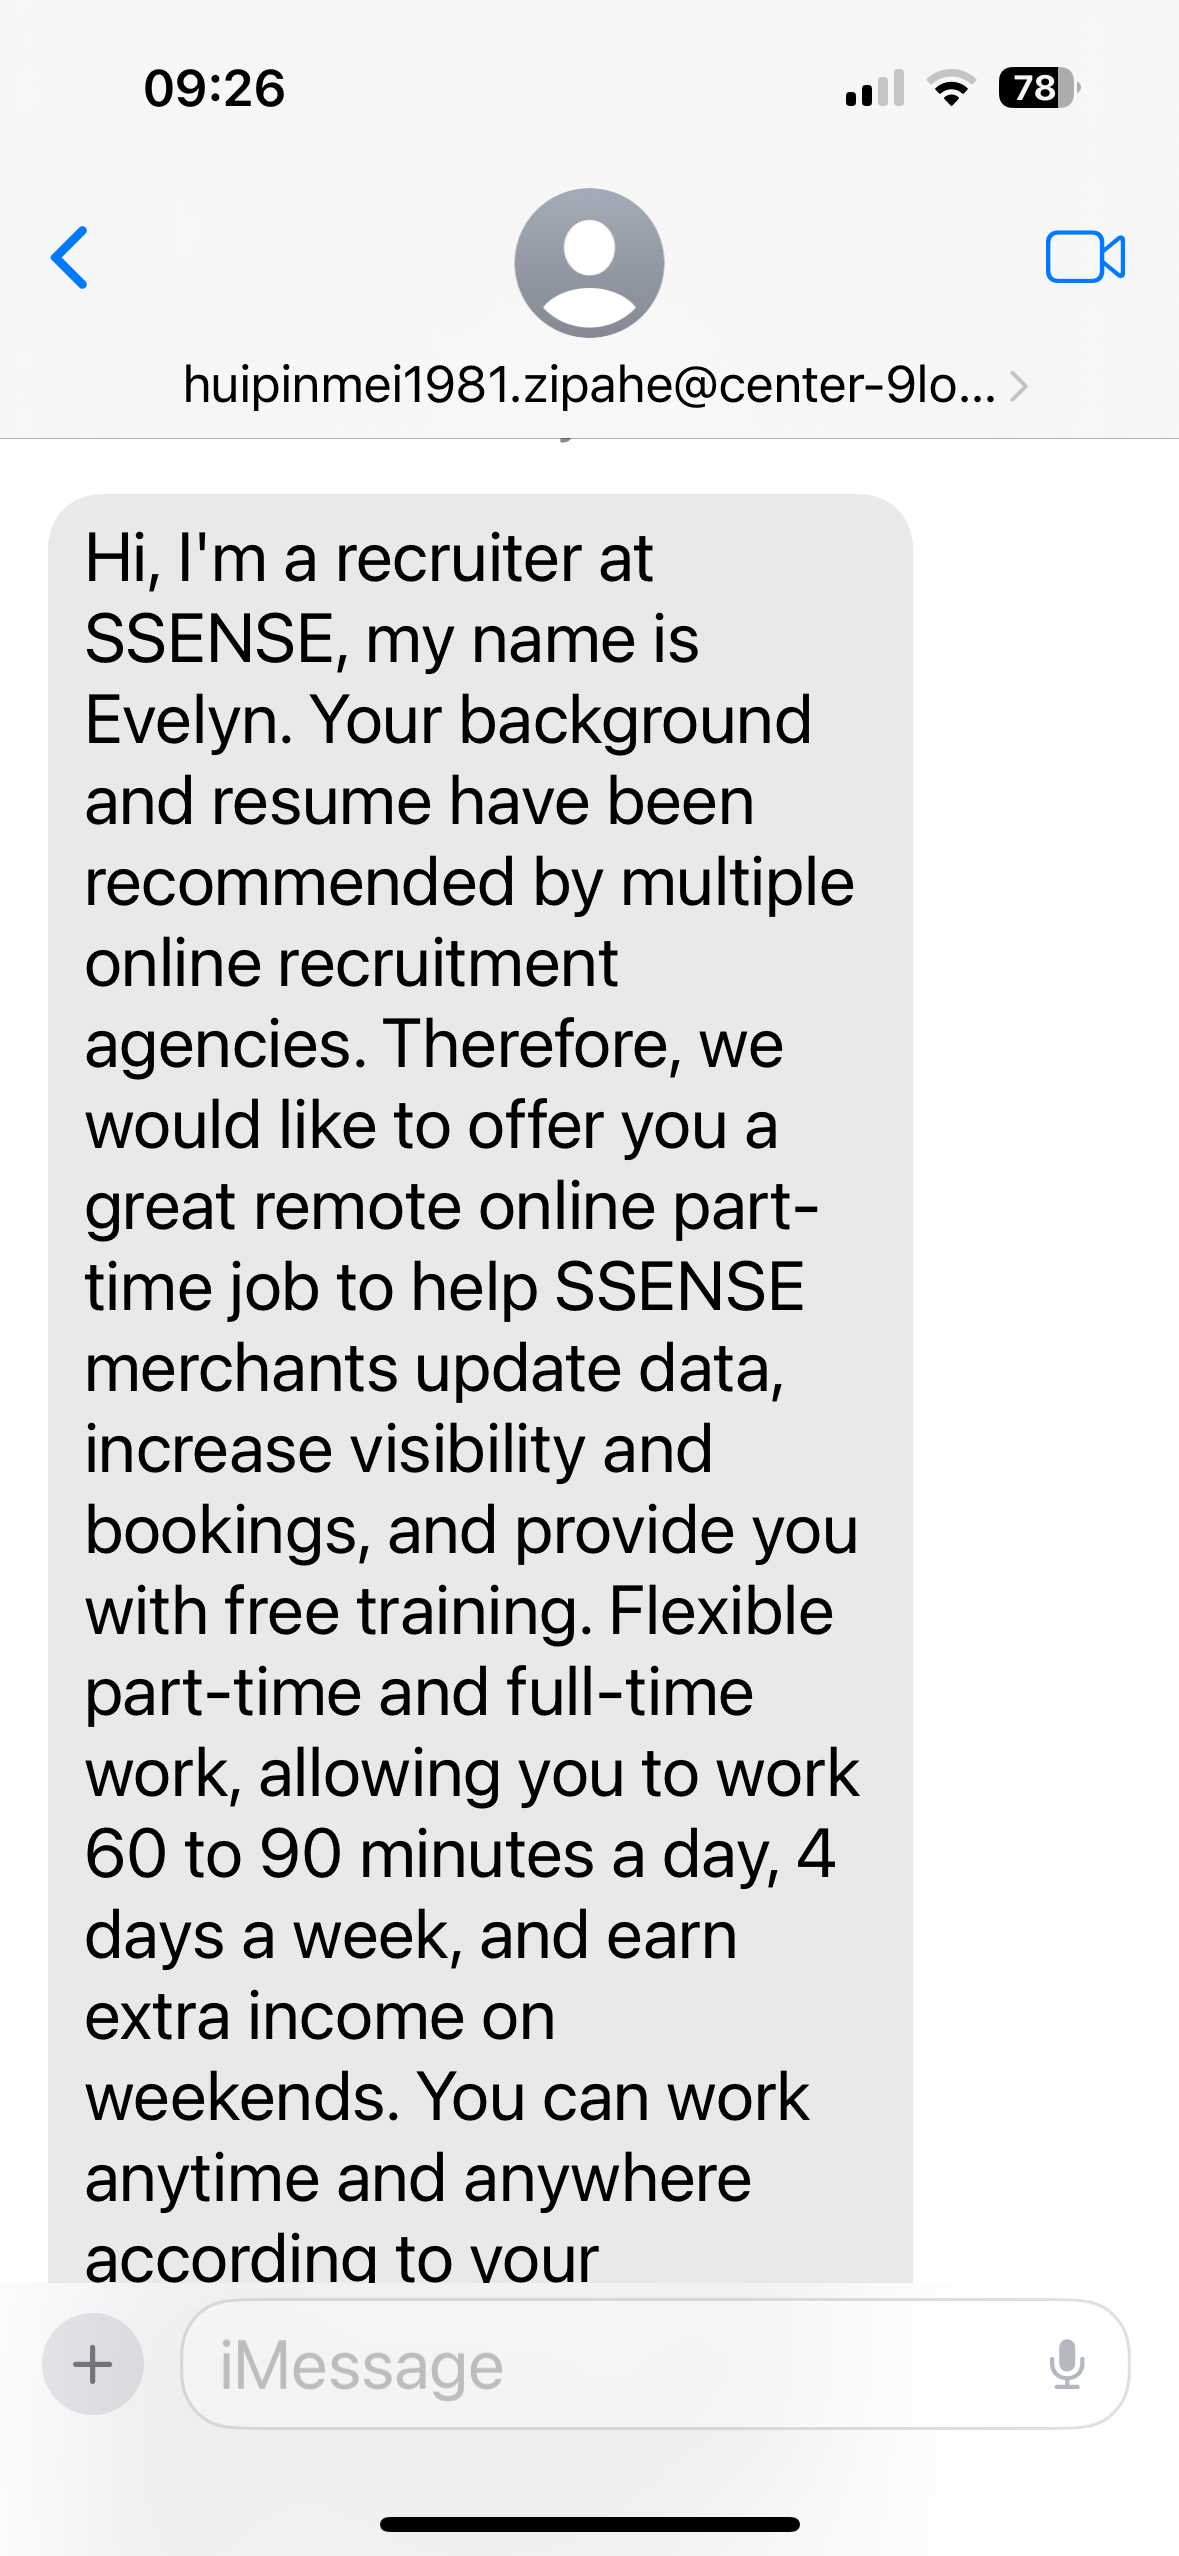 09:26
78
huipinmei1981.zipahe@center-9lo...
Hi, I'm a recruiter at
SSENSE, my name is
Evelyn. Your background
and resume have been
recommended by multiple
online recruitment
agencies. Therefore, we
would like to offer you a
great remote online part-
time job to help SSENSE
merchants update data,
increase visibility and
bookings, and provide you
with free training. Flexible
part-time and full-time
work, allowing you to work
60 to 90 minutes a day, 4
days a week, and earn
extra income on
weekends. You can work
anytime and anywhere
according to your
iMessage